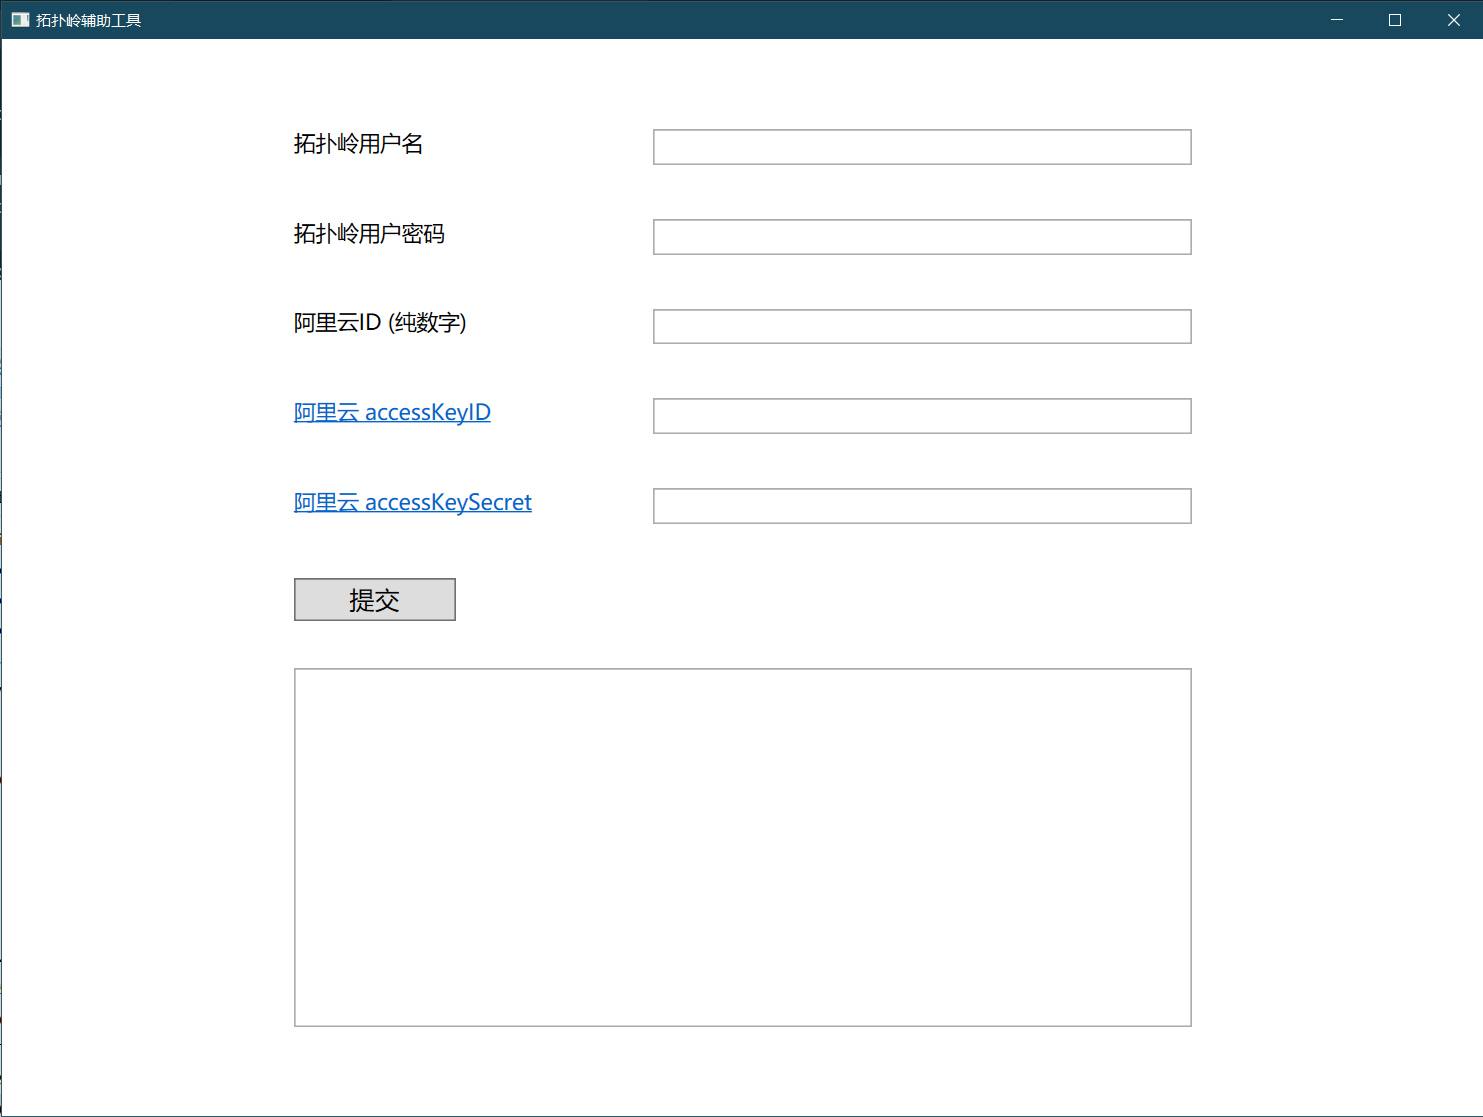 拓扑岭辅助工具
拓扑岭用户名
拓扑岭用户密码
阿里云ID (纯数字)
阿里云 accessKeyID
阿里云 accessKeySecret
提交